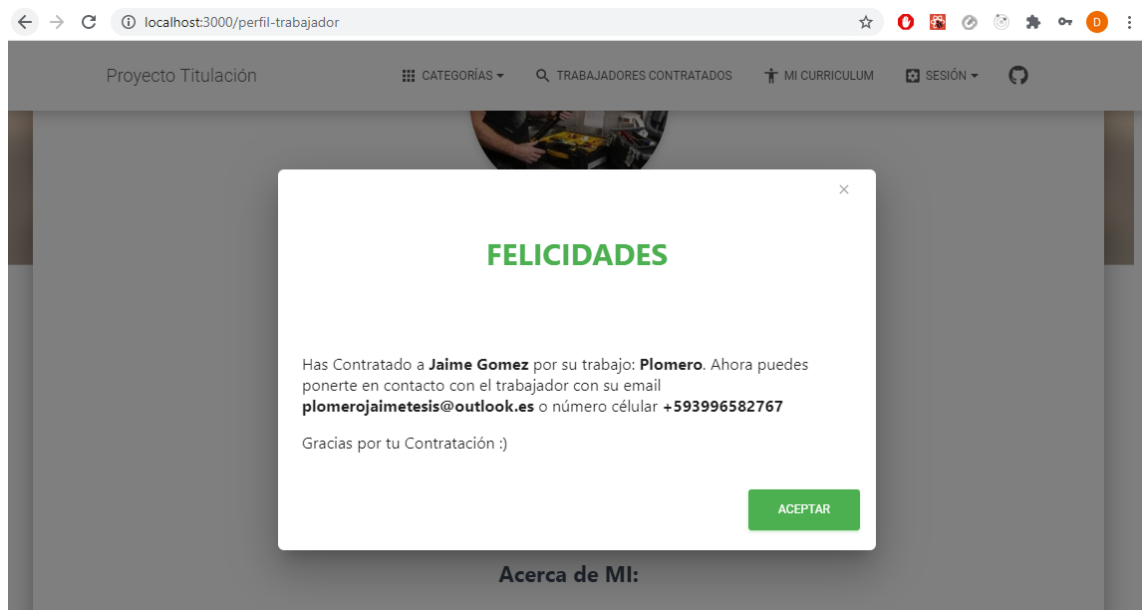 localhost:3000/perfil-trabajador
D
Proyecto Titulación
CATEGORÍAS
TRABAJADORES CONTRATADOS
MI CURRICULUM
SESIÓN
×
FELICIDADES
Has Contratado a Jaime Gomez por su trabajo: Plomero. Ahora puedes
ponerte en contacto con el trabajador con su email
plomerojaimetesis@outlook.es o número célular +593996582767
Gracias por tu Contratación :)
ACEPTAR
Acerca de MI: